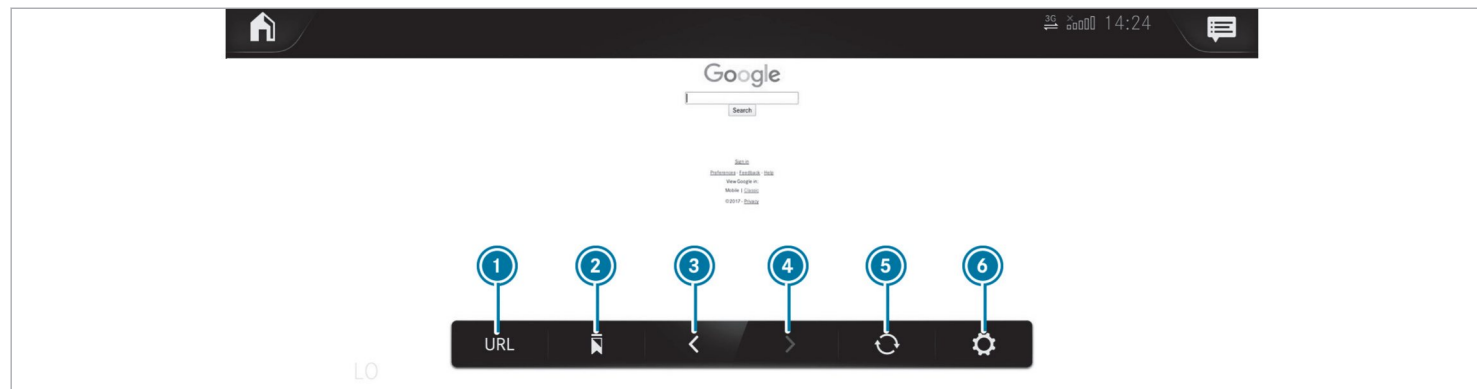 3G 14:24
Google
Search
Sign in
Preferences - Feedback - Help
View Google in:
Mobile | Classic
©2017 - Privacy
1 2 3 4 5 6
URL
LO